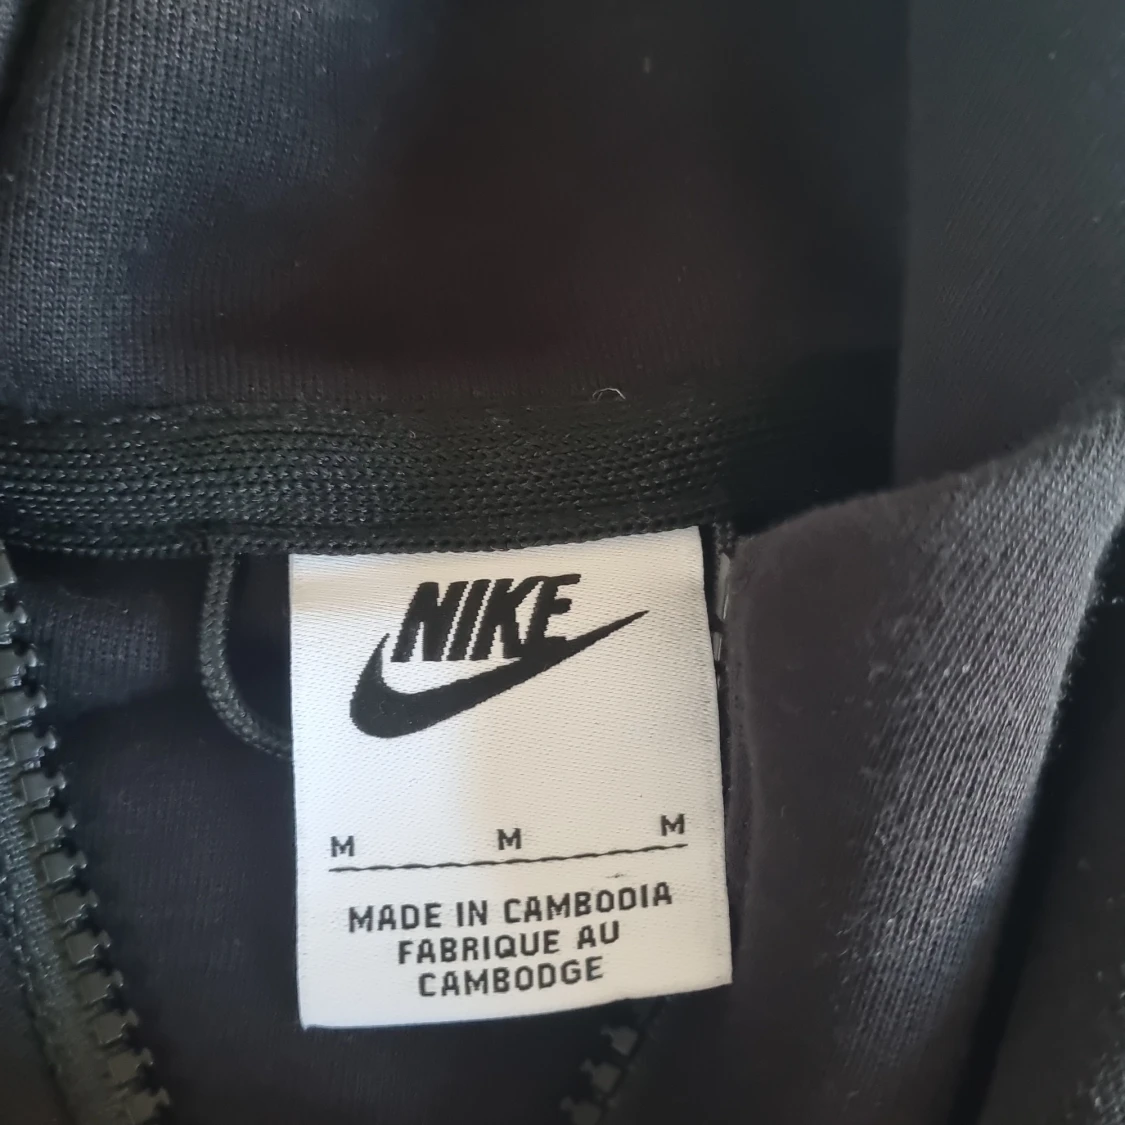 NIKE
M M M
MADE IN CAMBODIA
FABRIQUE AU
CAMBODGE